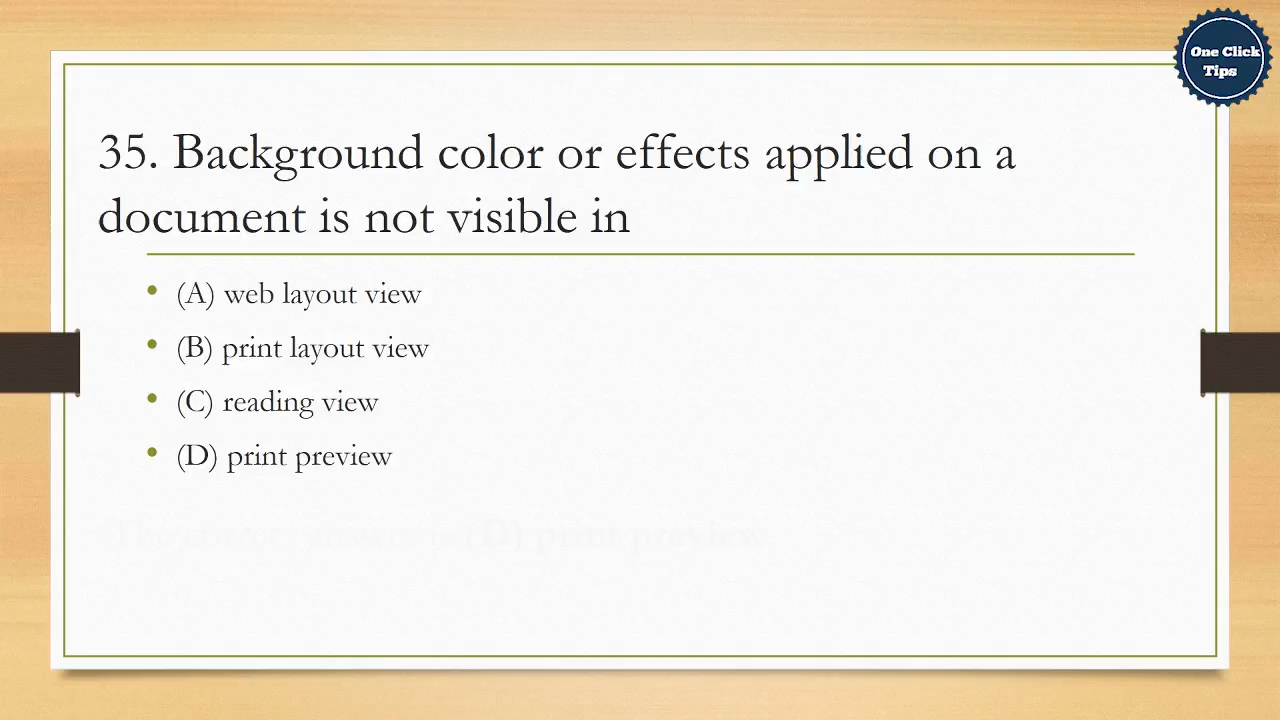 One Click
Tips
35. Background color or effects applied on a
document is not visible in
• (A) web layout view
• (B) print layout view
• (C) reading view
• (D) print preview
The correct answer is (D) print preview.